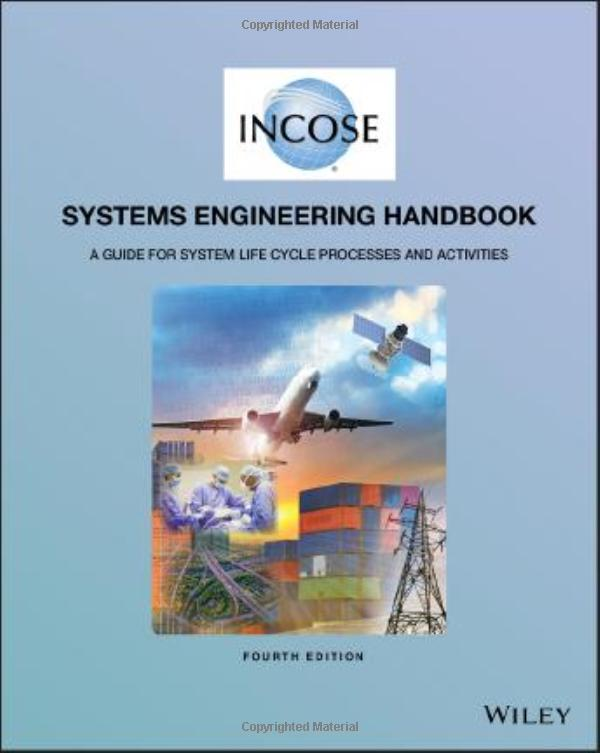 Copyrighted Material
INCOSE
®
SYSTEMS ENGINEERING HANDBOOK
A GUIDE FOR SYSTEM LIFE CYCLE PROCESSES AND ACTIVITIES
FOURTH EDITION
WILEY
Copyrighted Material